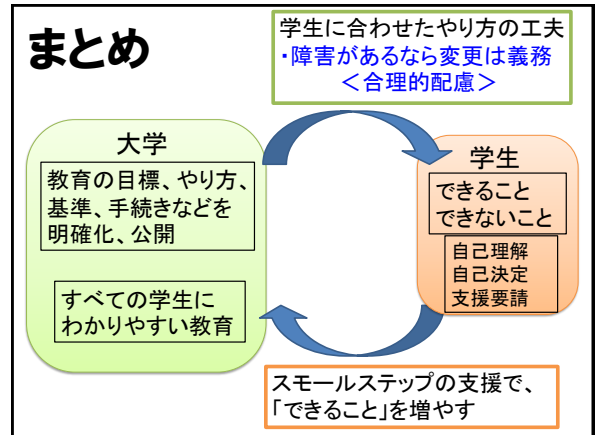 まとめ
学生に合わせたやり方の工夫
・障害があるなら変更は義務
＜合理的配慮＞
大学
教育の目標、やり方、
基準、手続きなどを
明確化、公開
すべての学生に
わかりやすい教育
学生
できること
できないこと
自己理解
自己決定
支援要請
スモールステップの支援で、
「できること」を増やす